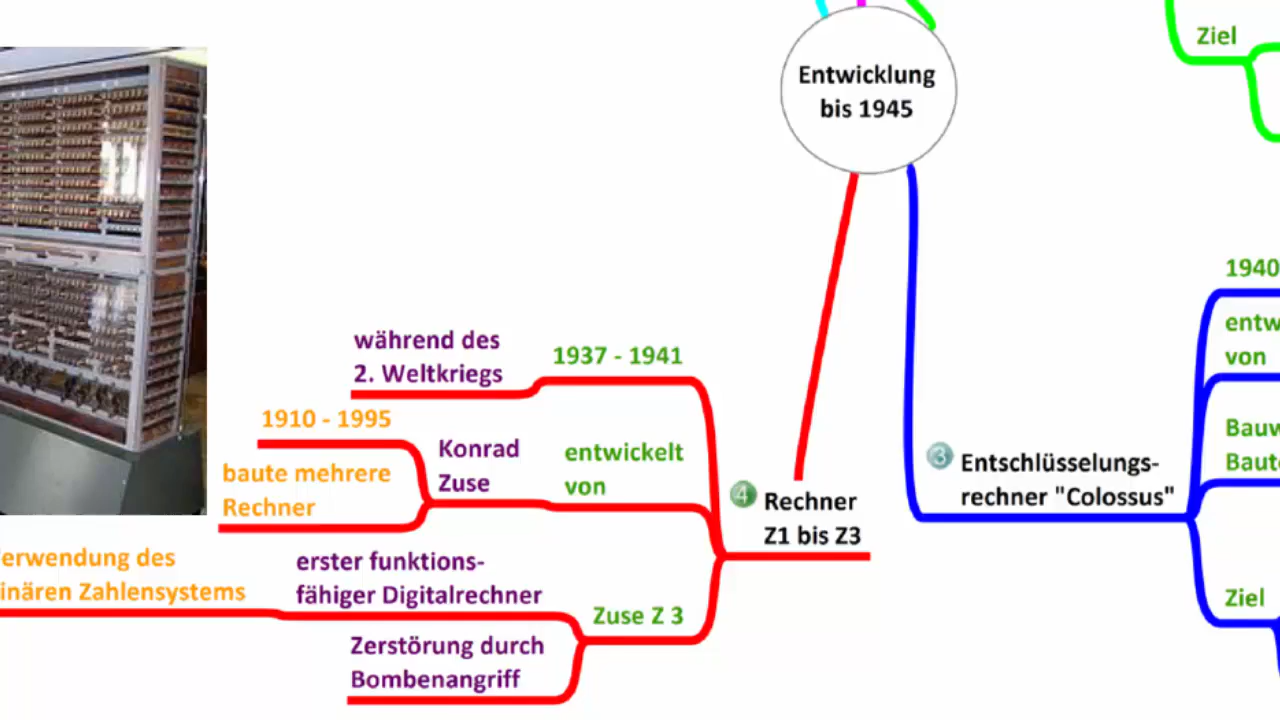 Ziel
Entwicklung
bis 1945
1940
entw
von
während des
2. Weltkriegs
1937 - 1941
1910 - 1995
baute mehrere
Rechner
Konrad
Zuse
entwickelt
von
4
Rechner
Z1 bis Z3
3
Entschlüsselungs-
rechner "Colossus"
Bauw
Baute
erwendung des
inären Zahlensystems
erster funktions-
fähiger Digitalrechner
Zuse Z 3
Zerstörung durch
Bombenangriff
Ziel